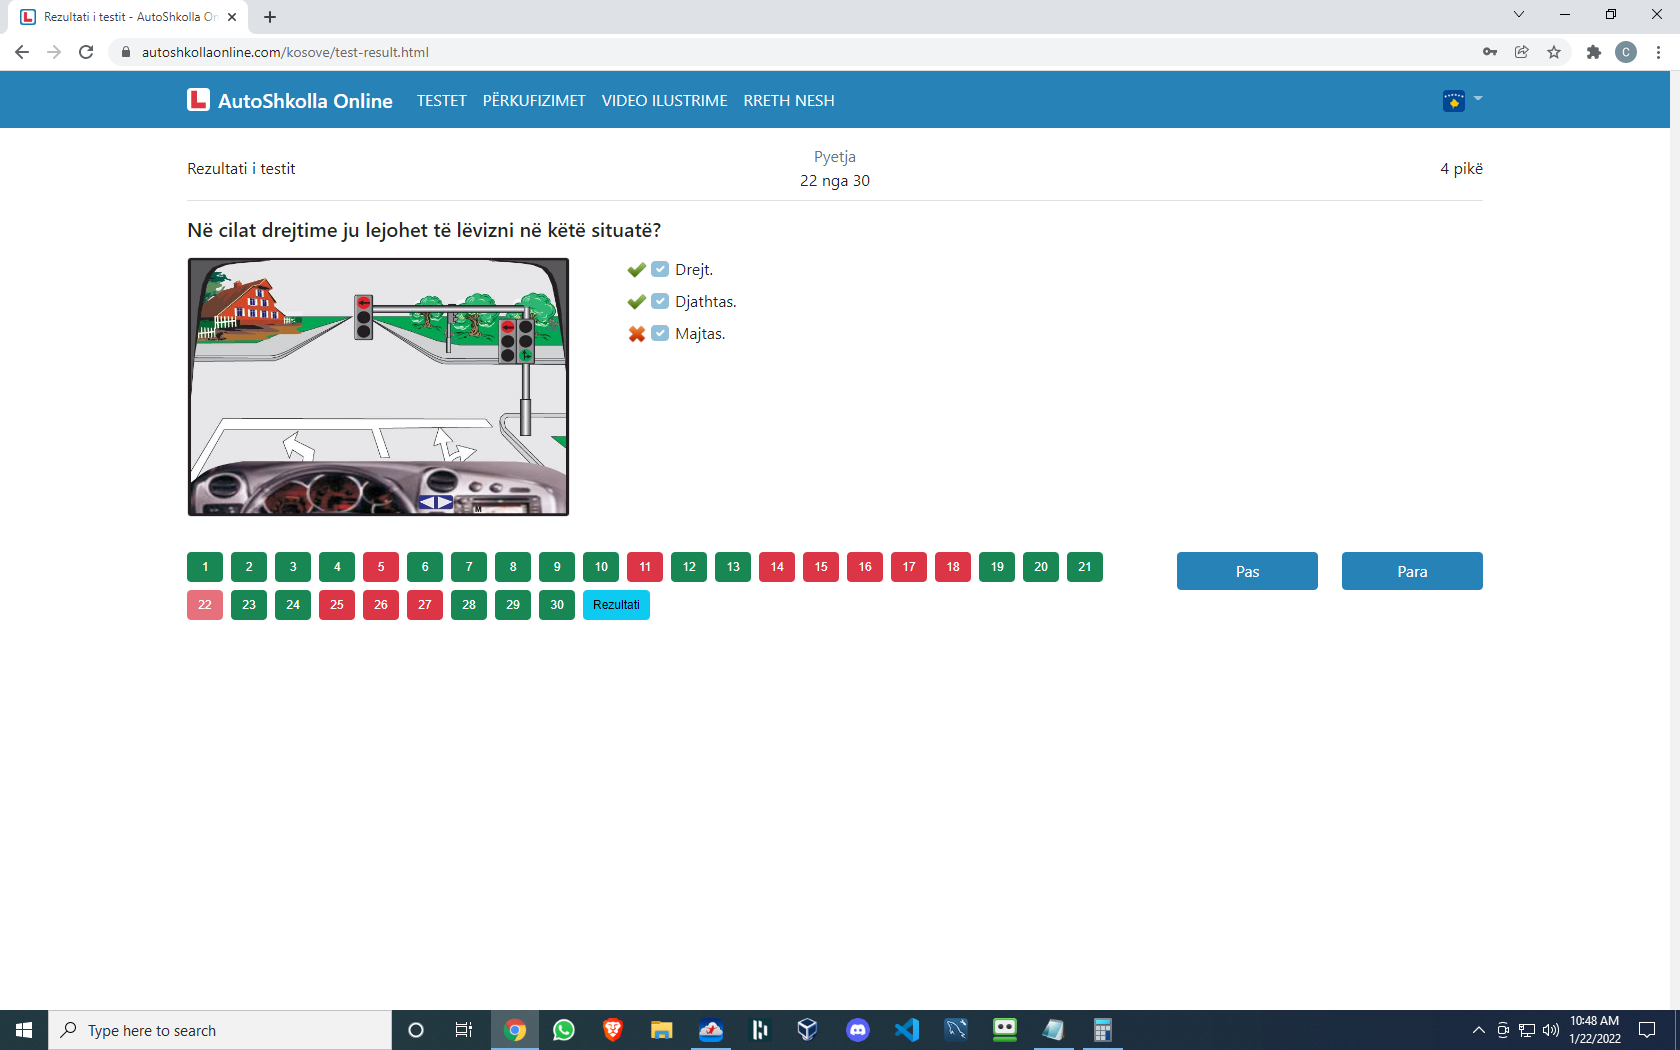 Rezultati i testit - AutoShkolla On
autoshkollaonline.com/kosove/test-result.html
C
L AutoShkolla Online TESTET PËRKUFIZIMET VIDEO ILUSTRIME RRETH NESH
Rezultati i testit
Pyetja
22 nga 30
4 pikë
Në cilat drejtime ju lejohet të lëvizni në këtë situatë?
Drejt.
Djathtas.
Majtas.
M
1 2 3 4 5 6 7 8 9 10 11 12 13 14 15 16 17 18 19 20 21
22 23 24 25 26 27 28 29 30 Rezultati
Pas Para
Type here to search
10:48 AM
1/22/2022